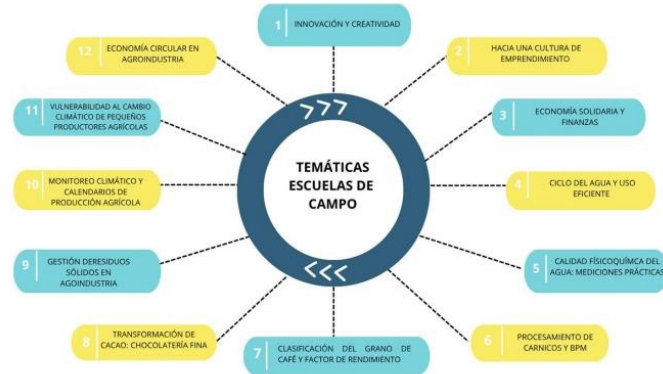 1
INNOVACIÓN Y CREATIVIDAD
2
HACIA UNA CULTURA DE
EMPRENDIMIENTO
3
ECONOMÍA SOLIDARIA Y
FINANZAS
4
CICLO DEL AGUA Y USO
EFICIENTE
5
CALIDAD FÍSICOQUÍMCA DEL
AGUA: MEDICIONES PRÁCTICAS
6
PROCESAMIENTO DE
CARNICOS Y BPM
7
CLASIFICACIÓN DEL GRANO DE
CAFÉ Y FACTOR DE RENDIMIENTO
8
TRANSFORMACIÓN DE
CACAO: CHOCOLATERÍA FINA
9
GESTIÓN DERESIDUOS
SÓLIDOS EN
AGOINDUSTRIA
10
MONITOREO CLIMÁTICO Y
CALENDARIOS DE
PRODUCCIÓN AGRÍCOLA
11
VULNERABILIDAD AL CAMBIO
CLIMÁTICO DE PEQUEÑOS
PRODUCTORES AGRÍCOLAS
12
ECONOMÍA CIRCULAR EN
AGROINDUSTRIA
TEMÁTICAS
ESCUELAS DE
CAMPO